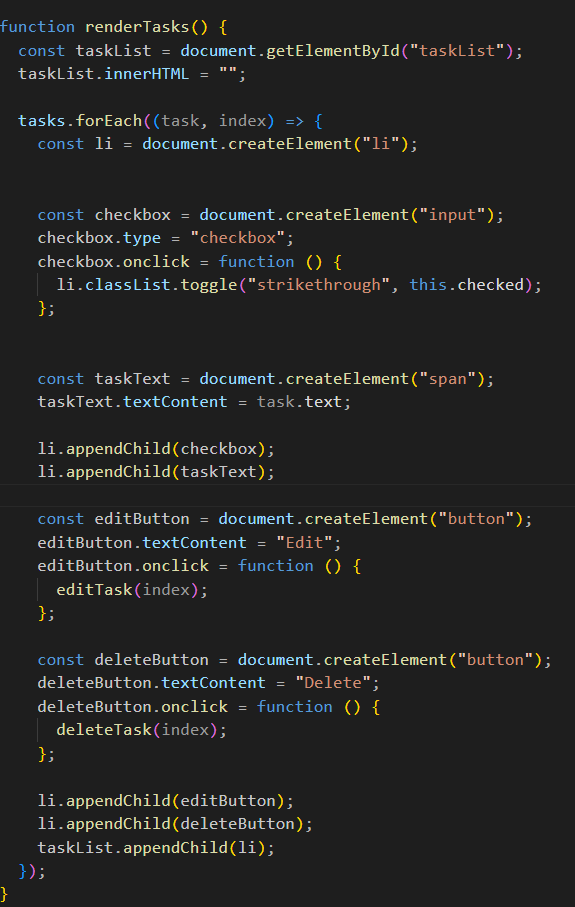 function renderTasks() {
  const taskList = document.getElementById("taskList");
  taskList.innerHTML = "";

  tasks.forEach((task, index) => {
    const li = document.createElement("li");


    const checkbox = document.createElement("input");
    checkbox.type = "checkbox";
    checkbox.onclick = function () {
      li.classList.toggle("strikethrough", this.checked);
    };


    const taskText = document.createElement("span");
    taskText.textContent = task.text;

    li.appendChild(checkbox);
    li.appendChild(taskText);

    const editButton = document.createElement("button");
    editButton.textContent = "Edit";
    editButton.onclick = function () {
      editTask(index);
    };

    const deleteButton = document.createElement("button");
    deleteButton.textContent = "Delete";
    deleteButton.onclick = function () {
      deleteTask(index);
    };

    li.appendChild(editButton);
    li.appendChild(deleteButton);
    taskList.appendChild(li);
  });
}